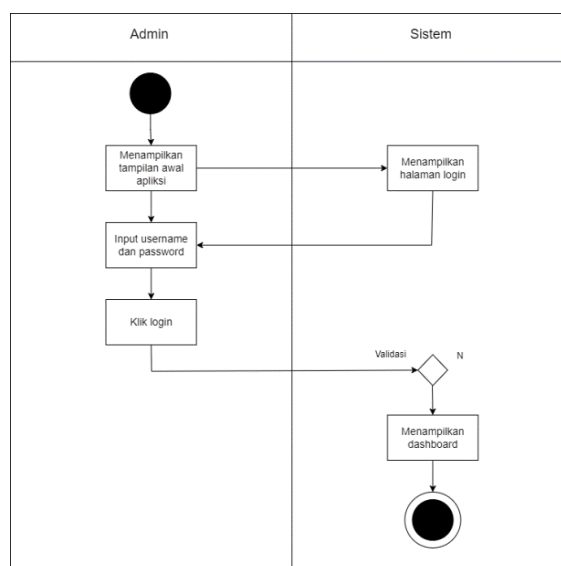 Admin
Sistem
Menampilkan
tampilan awal
apliksi
Menampilkan
halaman login
Input username
dan password
Klik login
Validasi
N
Menampilkan
dashboard